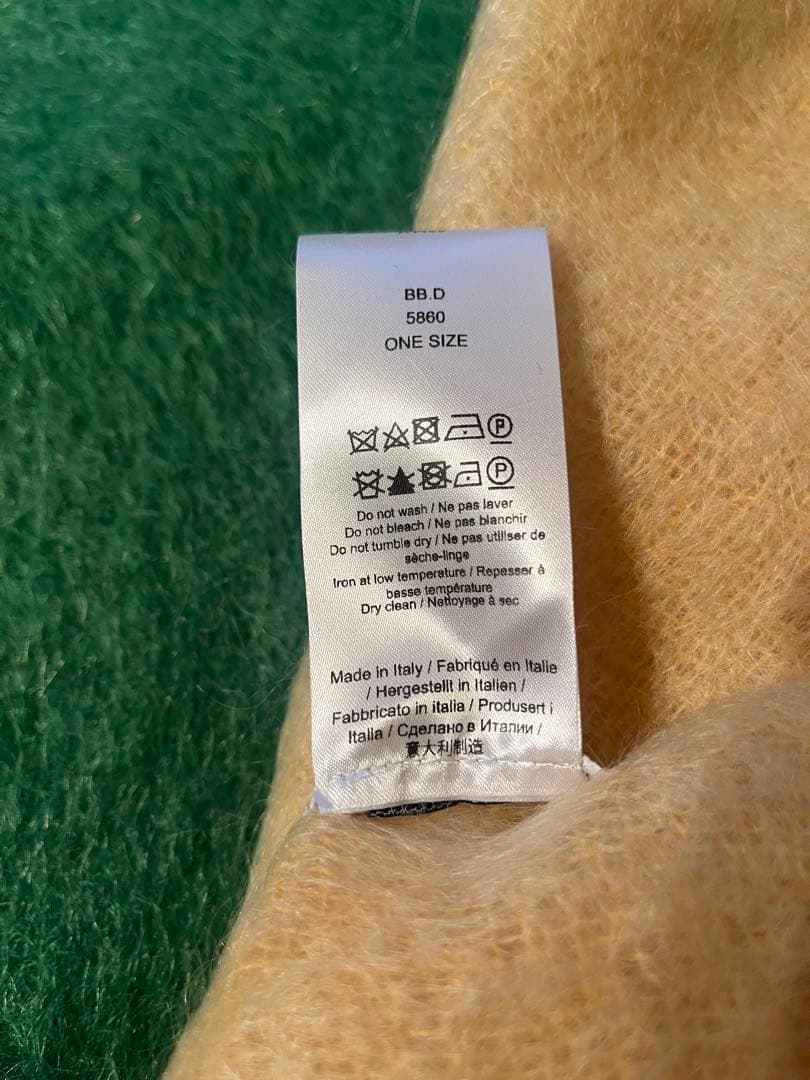 BB.D
5860
ONE SIZE
P
P
Do not wash / Ne pas laver
Do not bleach / Ne pas blanchir
Do not tumble dry / Ne pas utiliser de
sèche-linge
Iron at low temperature / Repasser à
basse température
Dry clean / Nettoyage à sec
Made in Italy / Fabriqué en Italie
/ Hergestellt in Italien /
Fabbricato in italia / Produsert i
Italia / Сделано в Италии /
意大利制造